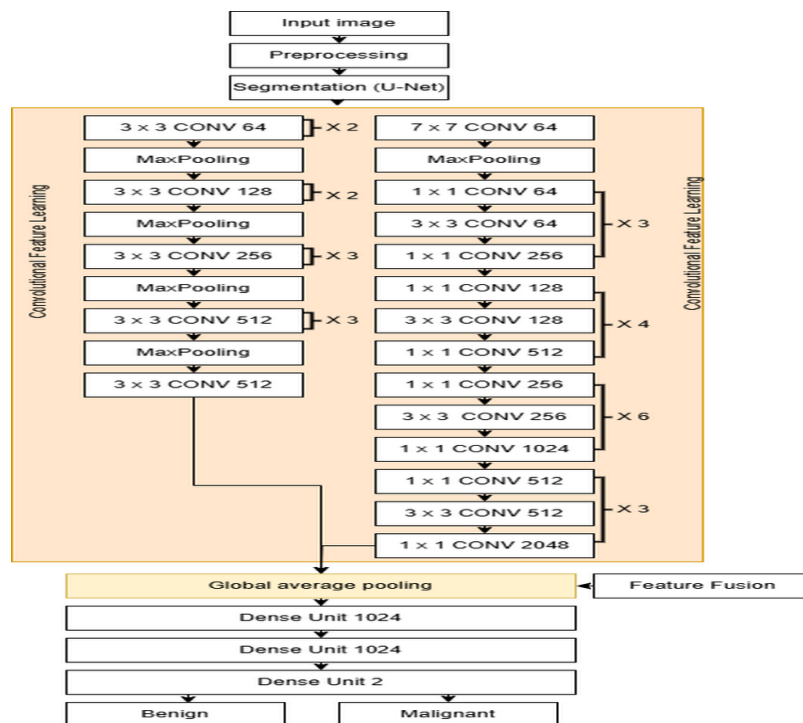 Input image
Preprocessing
Segmentation (U-Net)
Convolutional Feature Learning
3 x 3 CONV 64
X 2
MaxPooling
3 x 3 CONV 128
X 2
MaxPooling
3 x 3 CONV 256
X 3
MaxPooling
3 x 3 CONV 512
X 3
MaxPooling
3 x 3 CONV 512
7 x 7 CONV 64
MaxPooling
1 x 1 CONV 64
3 x 3 CONV 64
1 x 1 CONV 256
X 3
1 x 1 CONV 128
3 x 3 CONV 128
1 x 1 CONV 512
X 4
1 x 1 CONV 256
3 x 3 CONV 256
1 x 1 CONV 1024
X 6
1 x 1 CONV 512
3 x 3 CONV 512
1 x 1 CONV 2048
X 3
Convolutional Feature Learning
Global average pooling
Feature Fusion
Dense Unit 1024
Dense Unit 1024
Dense Unit 2
Benign
Malignant